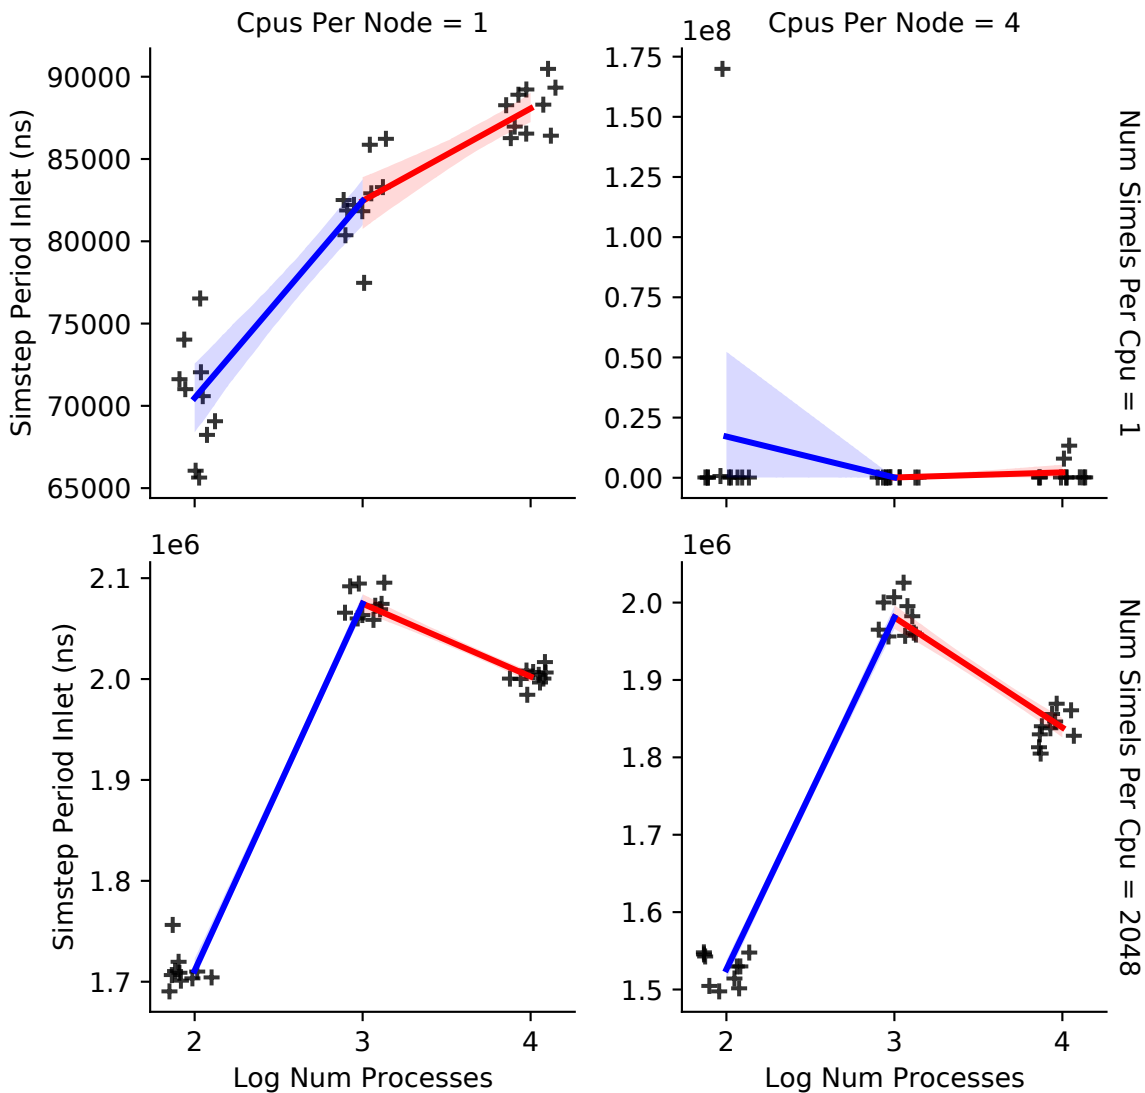 Cpus Per Node = 1
Cpus Per Node = 4
1e8
Simstep Period Inlet (ns)
90000
85000
80000
75000
70000
65000
1.75
1.50
1.25
1.00
0.75
0.50
0.25
0.00
Num Simels Per Cpu = 1
1e6
Simstep Period Inlet (ns)
2.1
2.0
1.9
1.8
1.7
1e6
2.0
1.9
1.8
1.7
1.6
1.5
Num Simels Per Cpu = 2048
2 3 4
2 3 4
Log Num Processes
Log Num Processes